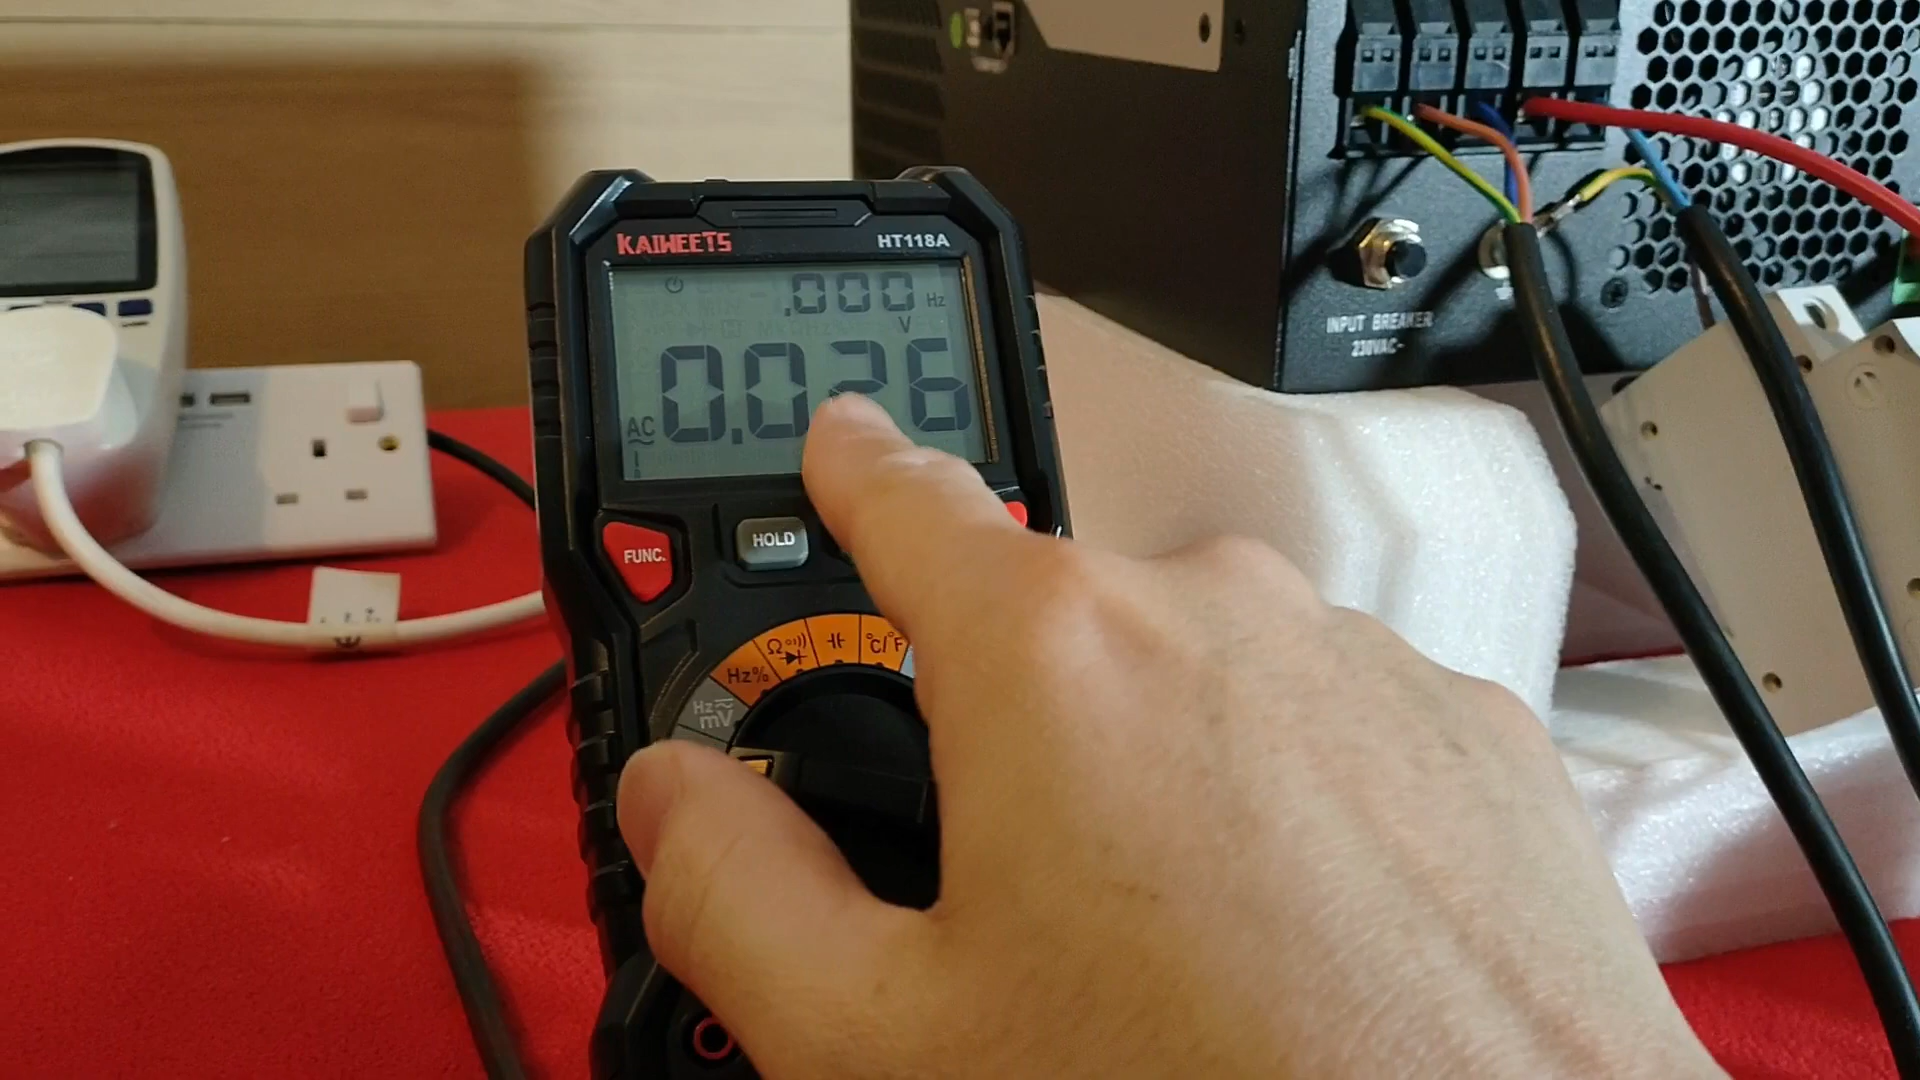 KAIWEETS HT118A
.000 Hz
V
AC 0.026
FUNC. HOLD
Hz% Ω °C/°F
Hz mV
INPUT BREAKER
230VAC~